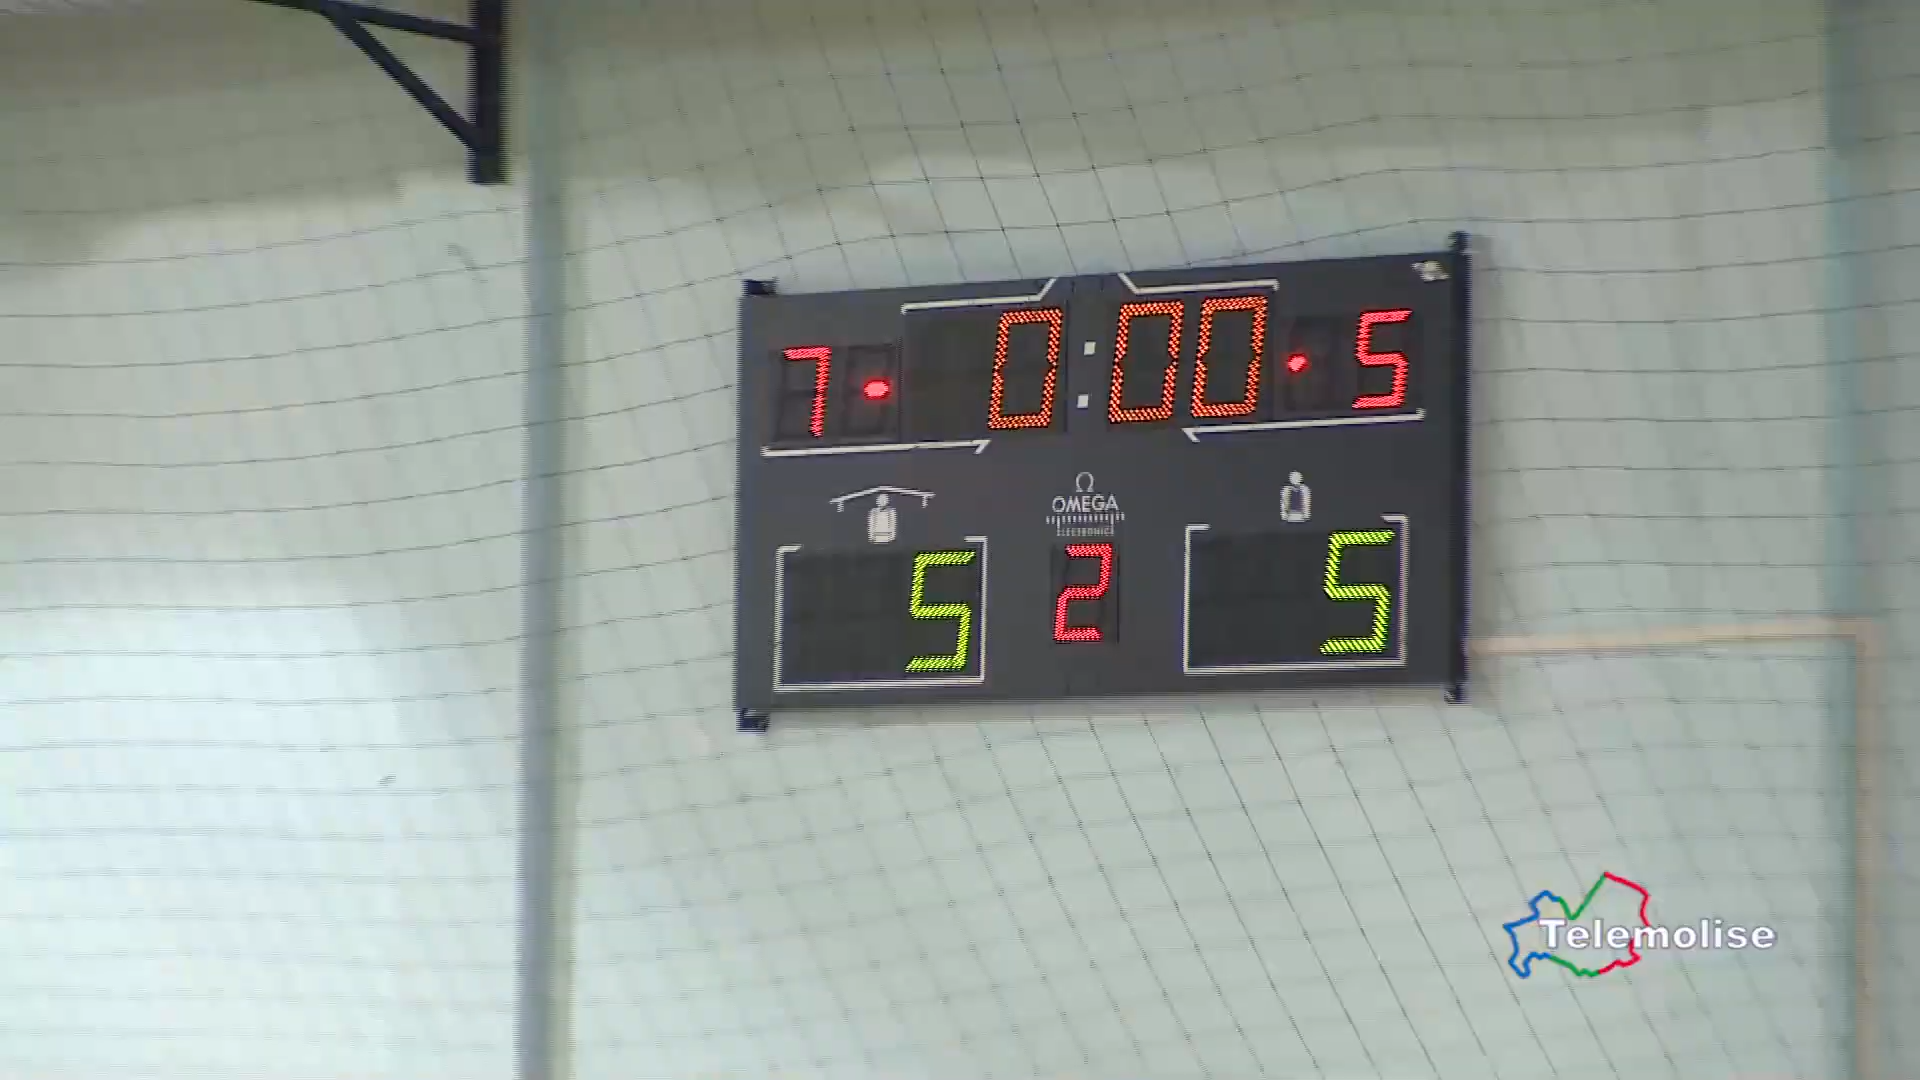 7 0:00 5
Ω
OMEGA
ELECTRONICS
5 2 5
Telemolise